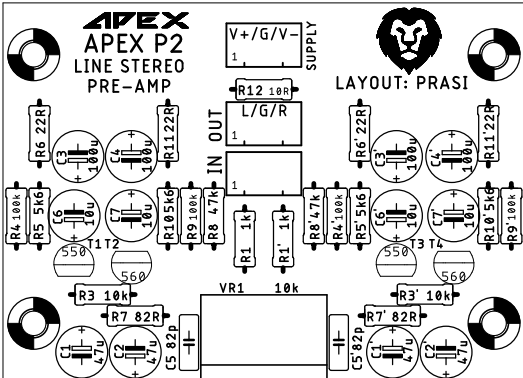 APEX
APEX P2
LINE STEREO
PRE-AMP
V+/G/V-
1
SUPPLY
LAYOUT: PRASI
R12 10R
L/G/R
1
OUT
IN
1
R6 22R
C3 100u
C4 100u
R11 22R
R6' 22R
C3' 100u
C4' 100u
R11' 22R
R4 100k
R5 5k6
C6 10u
C7 10u
R10 5k6
R9 100k
R8 47k
R1 1k
R1' 1k
R8' 47k
R4' 100k
R5' 5k6
C6' 10u
C7' 10u
R10' 5k6
R9' 100k
T1 T2
550
560
T3 T4
550
560
R3 10k
R7 82R
VR1 10k
R3' 10k
R7' 82R
C1 47u
C2 47u
C5 82p
C5' 82p
C1' 47u
C2' 47u